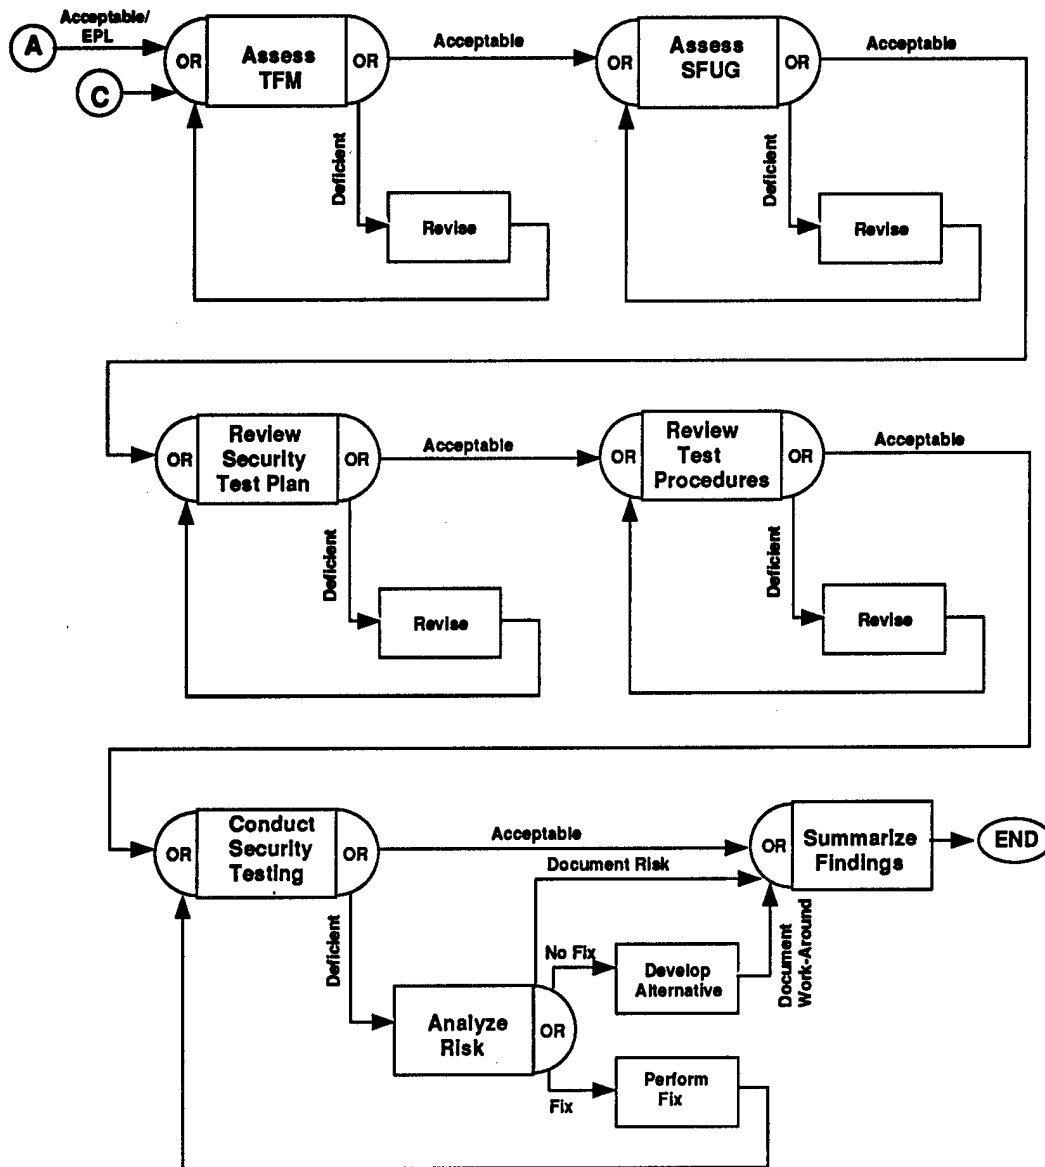 Acceptable/
EPL
A
C
OR
Assess
TFM
OR
Acceptable
OR
Assess
SFUG
OR
Acceptable
Deficient
Revise
Deficient
Revise
OR
Review
Security
Test Plan
OR
Acceptable
OR
Review
Test
Procedures
OR
Acceptable
Deficient
Revise
Deficient
Revise
OR
Conduct
Security
Testing
OR
Acceptable
Document Risk
OR
Summarize
Findings
END
Deficient
Analyze
Risk
OR
No Fix
Develop
Alternative
Document
Work-Around
Fix
Perform
Fix